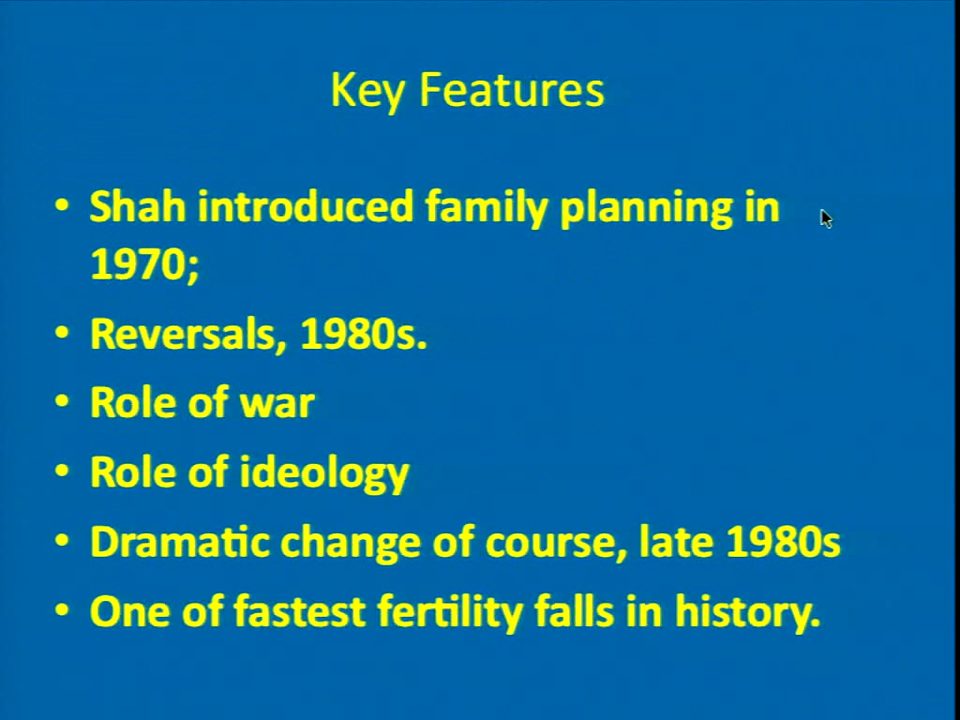 Key Features
• Shah introduced family planning in
1970;
• Reversals, 1980s.
• Role of war
• Role of ideology
• Dramatic change of course, late 1980s
• One of fastest fertility falls in history.